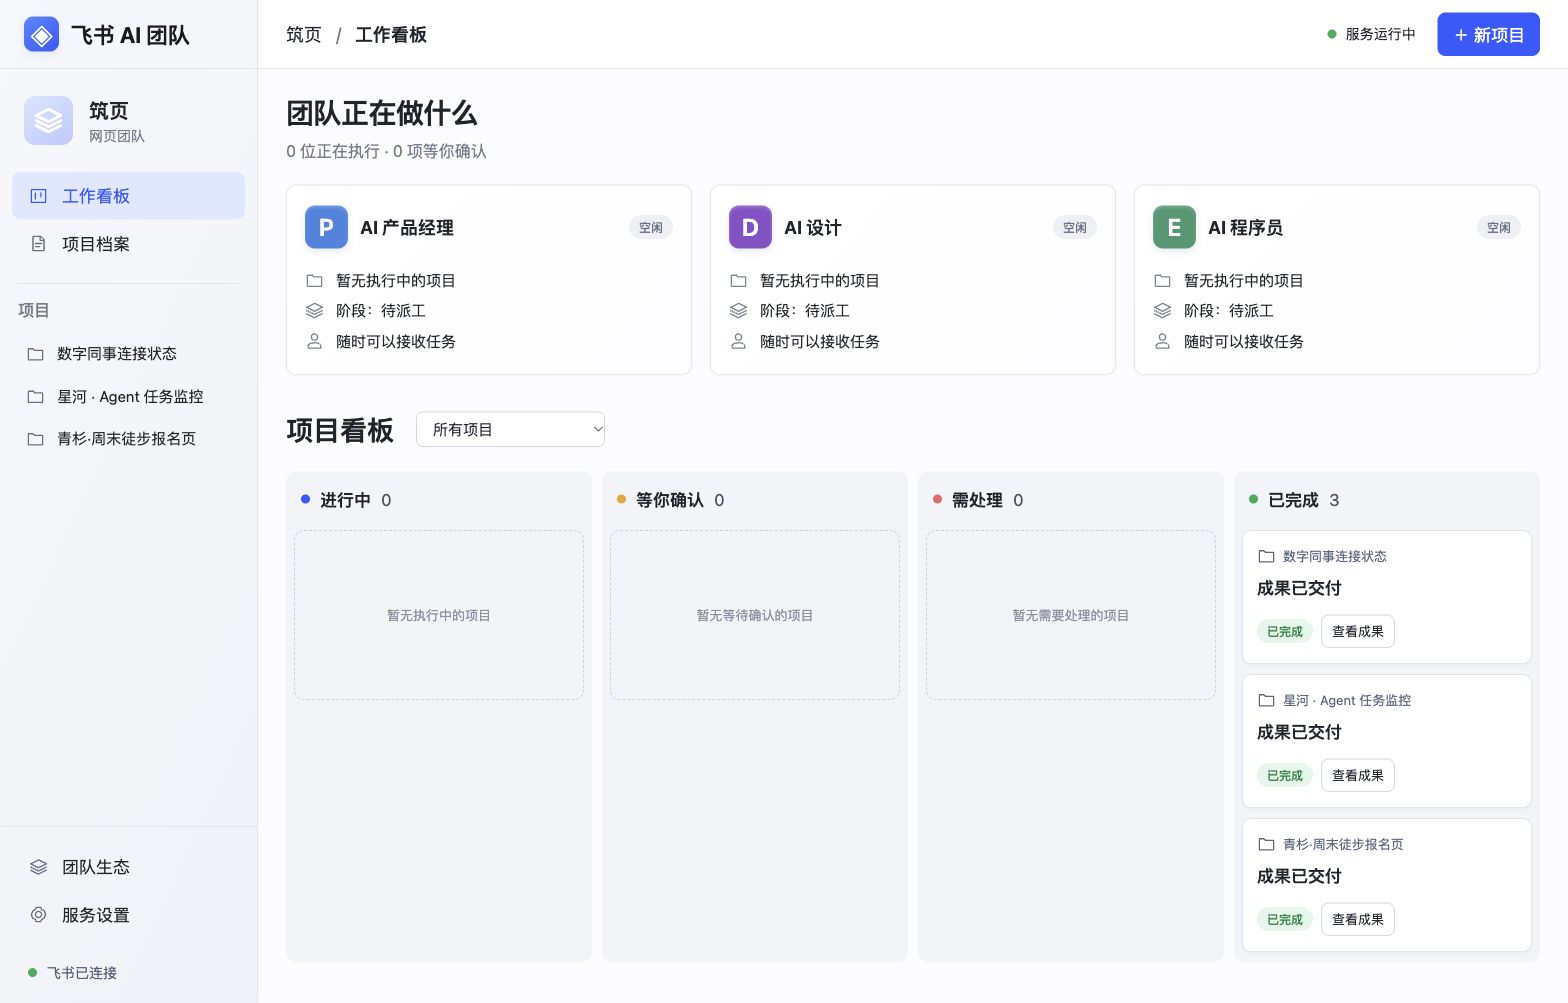 飞书 AI 团队
筑页
网页团队
工作看板
项目档案
项目
数字同事连接状态
星河 · Agent 任务监控
青杉·周末徒步报名页
团队生态
服务设置
飞书已连接
筑页 / 工作看板
服务运行中
+ 新项目
团队正在做什么
0 位正在执行 · 0 项等你确认
P AI 产品经理 空闲
暂无执行中的项目
阶段：待派工
随时可以接收任务
D AI 设计 空闲
暂无执行中的项目
阶段：待派工
随时可以接收任务
E AI 程序员 空闲
暂无执行中的项目
阶段：待派工
随时可以接收任务
项目看板
所有项目
进行中 0
暂无执行中的项目
等你确认 0
暂无等待确认的项目
需处理 0
暂无需要处理的项目
已完成 3
数字同事连接状态
成果已交付
已完成 查看成果
星河 · Agent 任务监控
成果已交付
已完成 查看成果
青杉·周末徒步报名页
成果已交付
已完成 查看成果